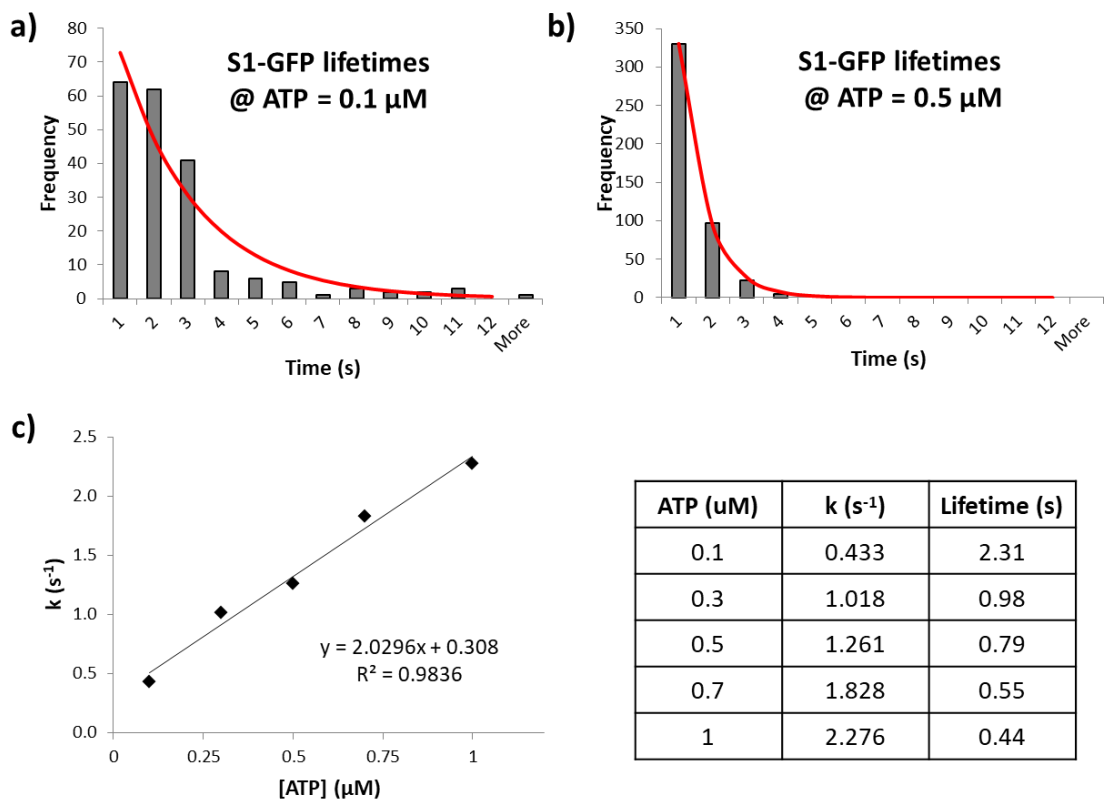 a)
S1-GFP lifetimes
@ ATP = 0.1 µM
Frequency
80
70
60
50
40
30
20
10
0
1 2 3 4 5 6 7 8 9 10 11 12 More
Time (s)
b)
S1-GFP lifetimes
@ ATP = 0.5 µM
Frequency
350
300
250
200
150
100
50
0
1 2 3 4 5 6 7 8 9 10 11 12 More
Time (s)
c)
k (s⁻¹)
2.5
2.0
1.5
1.0
0.5
0.0
y = 2.0296x + 0.308
R² = 0.9836
0 0.25 0.5 0.75 1
[ATP] (µM)
ATP (uM) k (s⁻¹) Lifetime (s)
0.1 0.433 2.31
0.3 1.018 0.98
0.5 1.261 0.79
0.7 1.828 0.55
1 2.276 0.44